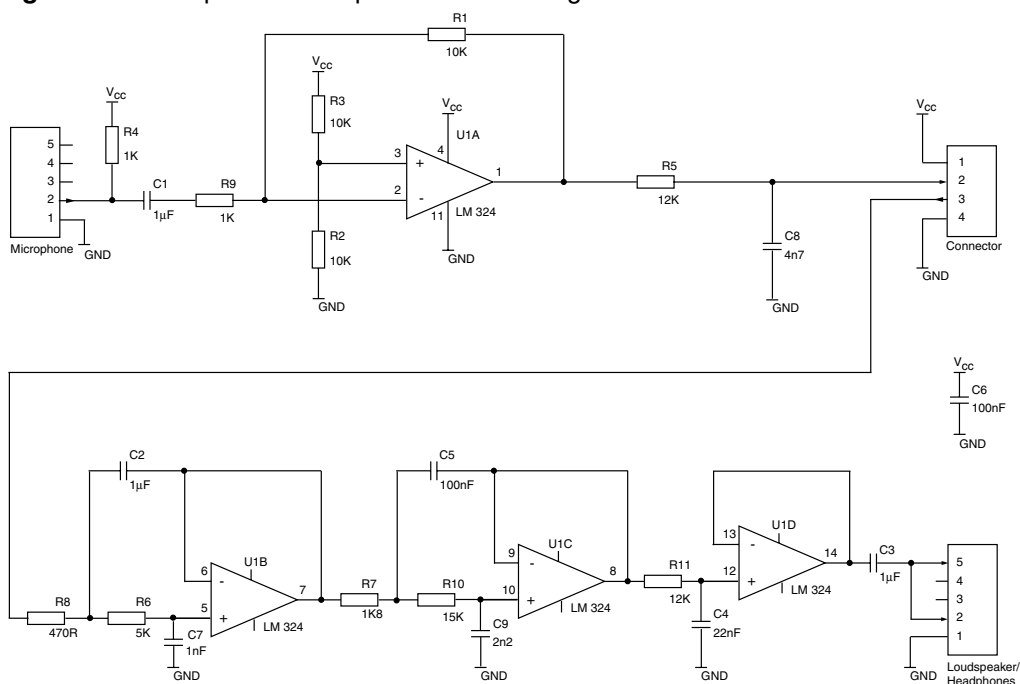 R1
10K
VCC
R3
10K
VCC
R4
1K
5
4
3
2
1
Microphone
GND
C1
1µF
R9
1K
R2
10K
GND
VCC
U1A
4
3
+
2
-
1
11
LM 324
GND
R5
12K
C8
4n7
GND
VCC
1
2
3
4
Connector
GND
VCC
C6
100nF
GND
C2
1µF
R8
470R
R6
5K
C7
1nF
GND
U1B
6
-
5
+
7
LM 324
C5
100nF
R7
1K8
R10
15K
C9
2n2
GND
U1C
9
-
10
+
8
LM 324
R11
12K
C4
22nF
GND
U1D
13
-
12
+
14
LM 324
C3
1µF
5
4
3
2
1
GND
Loudspeaker/
Headphones